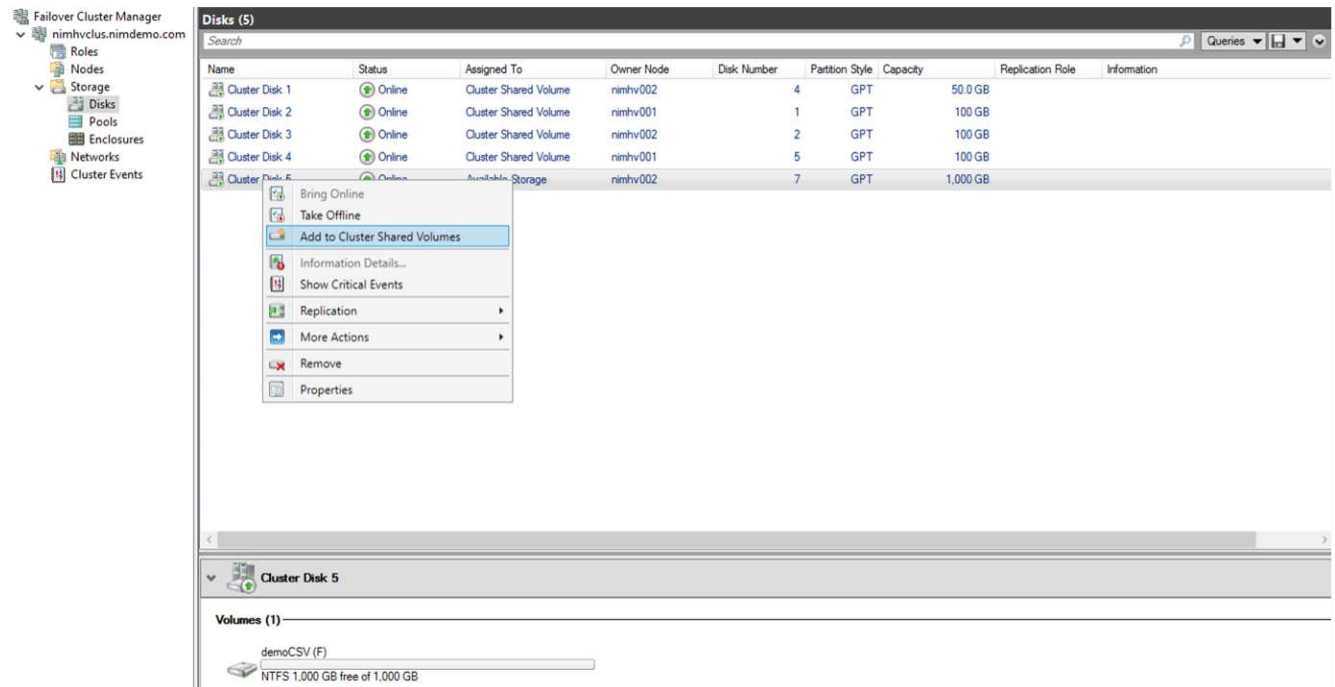 Failover Cluster Manager
nimhvclus.nimdemo.com
Roles
Nodes
Storage
Disks
Pools
Enclosures
Networks
Cluster Events
Disks (5)
Search
Queries
Name Status Assigned To Owner Node Disk Number Partition Style Capacity Replication Role Information
Cluster Disk 1 Online Cluster Shared Volume nimhv002 4 GPT 50.0 GB
Cluster Disk 2 Online Cluster Shared Volume nimhv001 1 GPT 100 GB
Cluster Disk 3 Online Cluster Shared Volume nimhv002 2 GPT 100 GB
Cluster Disk 4 Online Cluster Shared Volume nimhv001 5 GPT 100 GB
Cluster Disk 5 Online Available Storage nimhv002 7 GPT 1,000 GB
Bring Online
Take Offline
Add to Cluster Shared Volumes
Information Details...
Show Critical Events
Replication
More Actions
Remove
Properties
Cluster Disk 5
Volumes (1)
demoCSV (F)
NTFS 1,000 GB free of 1,000 GB